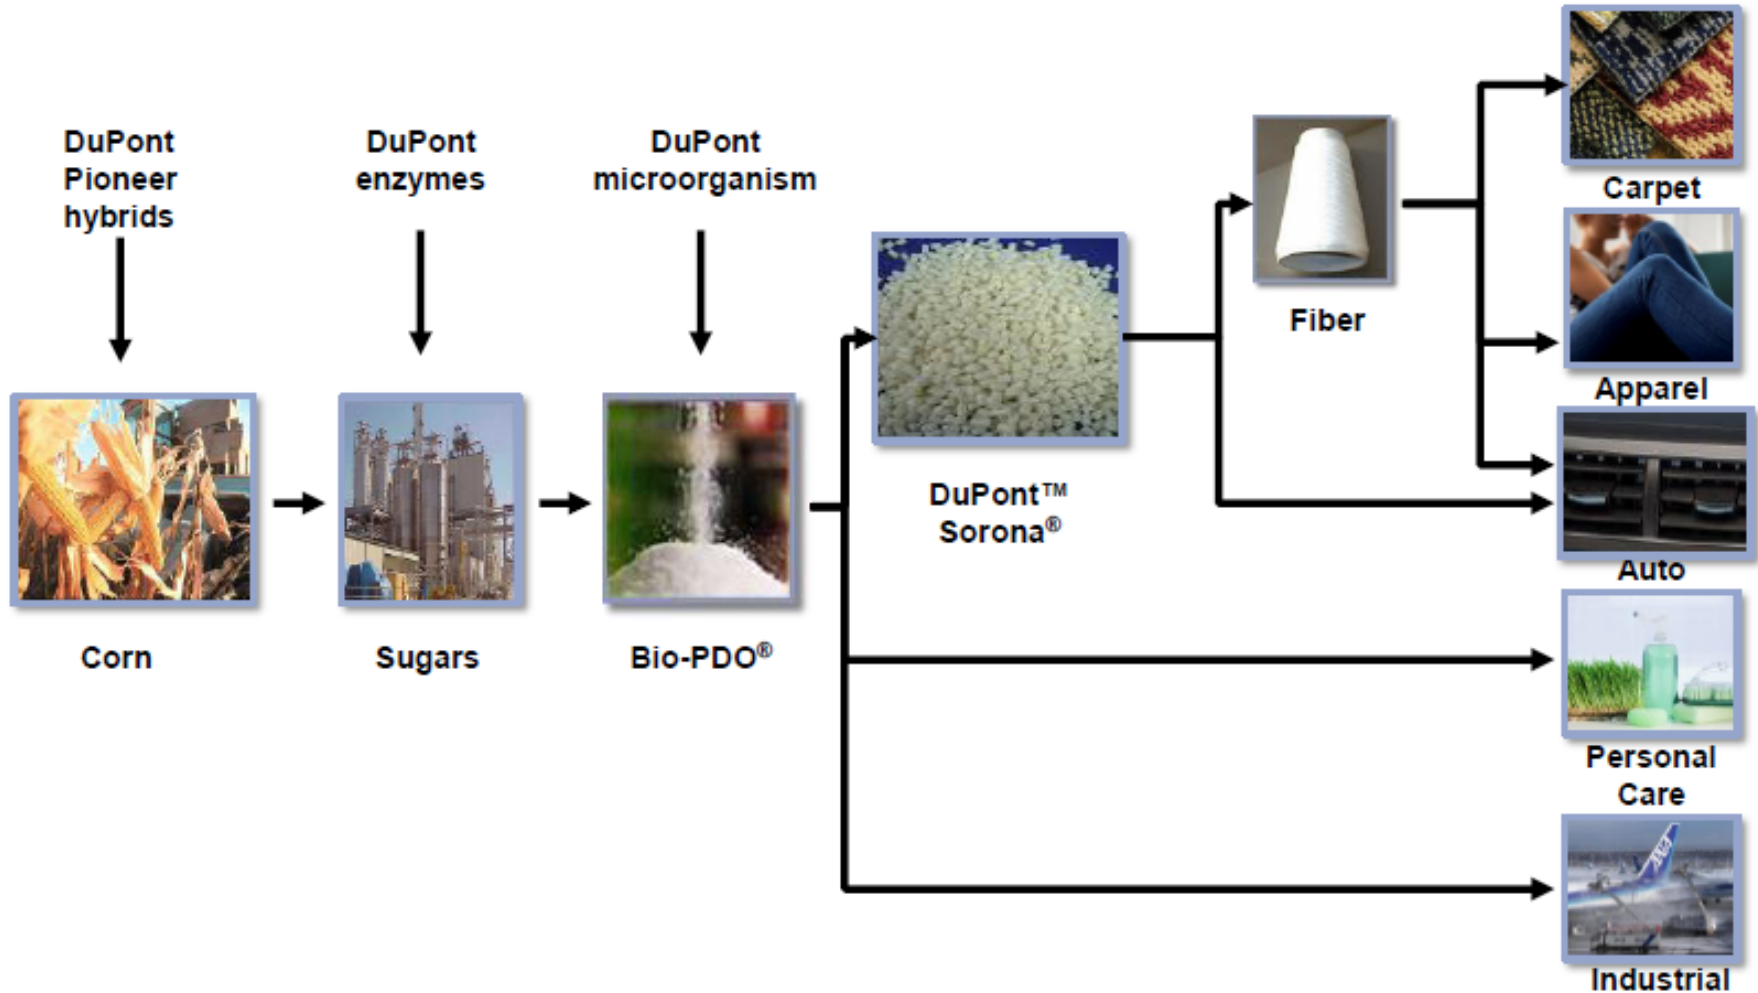 DuPont
Pioneer
hybrids
DuPont
enzymes
DuPont
microorganism
Corn
Sugars
Bio-PDO®
DuPont™
Sorona®
Fiber
Carpet
Apparel
Auto
Personal
Care
ANA
Industrial